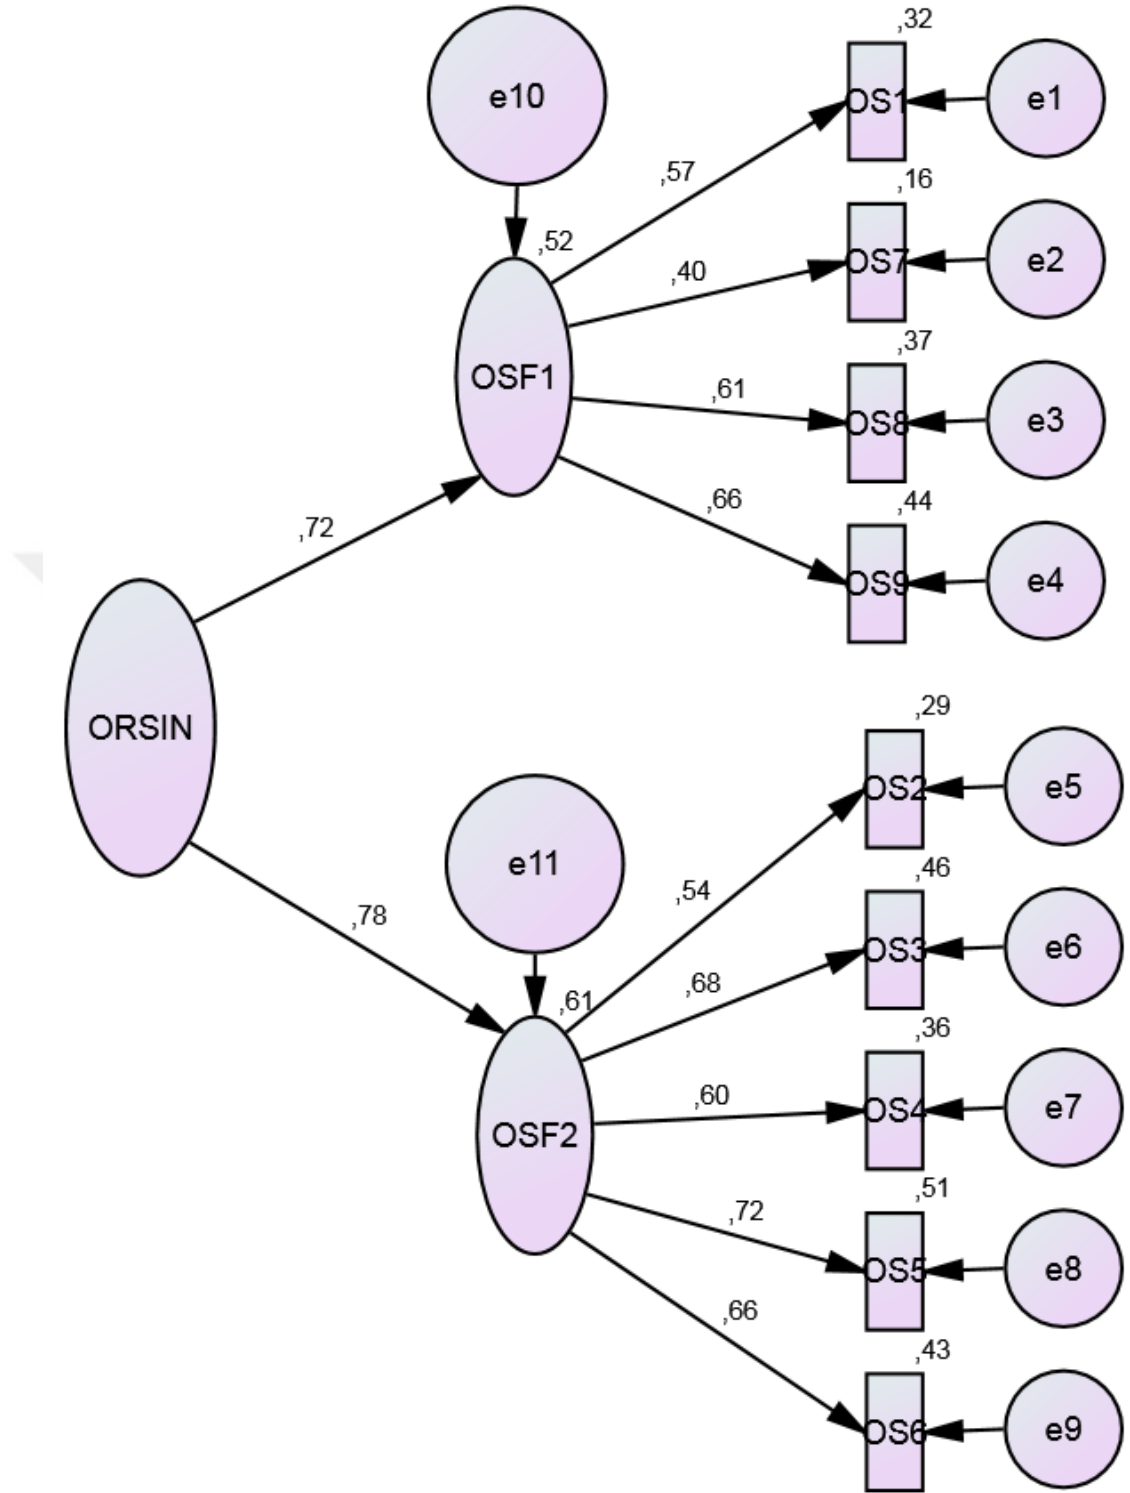 ,32
e10
OS1
e1
,57
,16
,52
OS7
e2
,40
,37
OSF1
,61
OS8
e3
,66
,44
,72
OS9
e4
ORSIN
,29
OS2
e5
e11
,54
,46
,78
OS3
e6
,68
,61
,36
,60
OS4
e7
OSF2
,51
,72
OS5
e8
,66
,43
OS6
e9